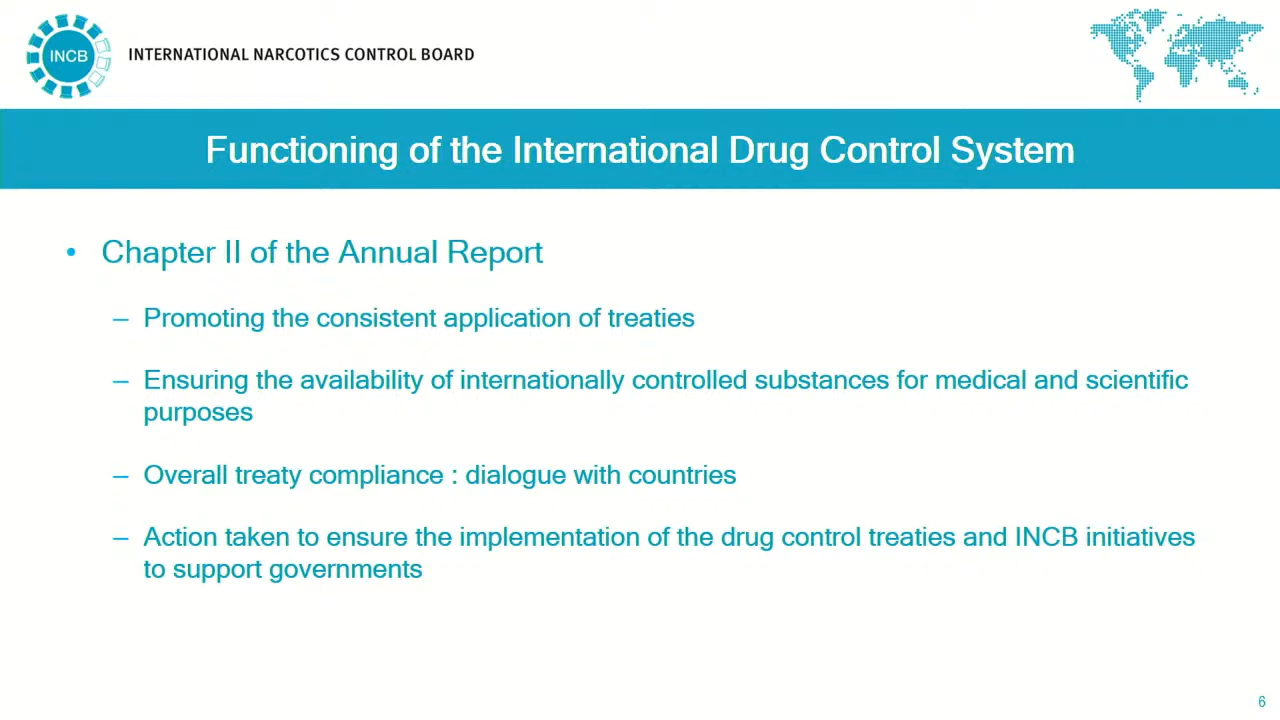 INCB
INTERNATIONAL NARCOTICS CONTROL BOARD
Functioning of the International Drug Control System
• Chapter II of the Annual Report
– Promoting the consistent application of treaties
– Ensuring the availability of internationally controlled substances for medical and scientific
purposes
– Overall treaty compliance : dialogue with countries
– Action taken to ensure the implementation of the drug control treaties and INCB initiatives
to support governments
6